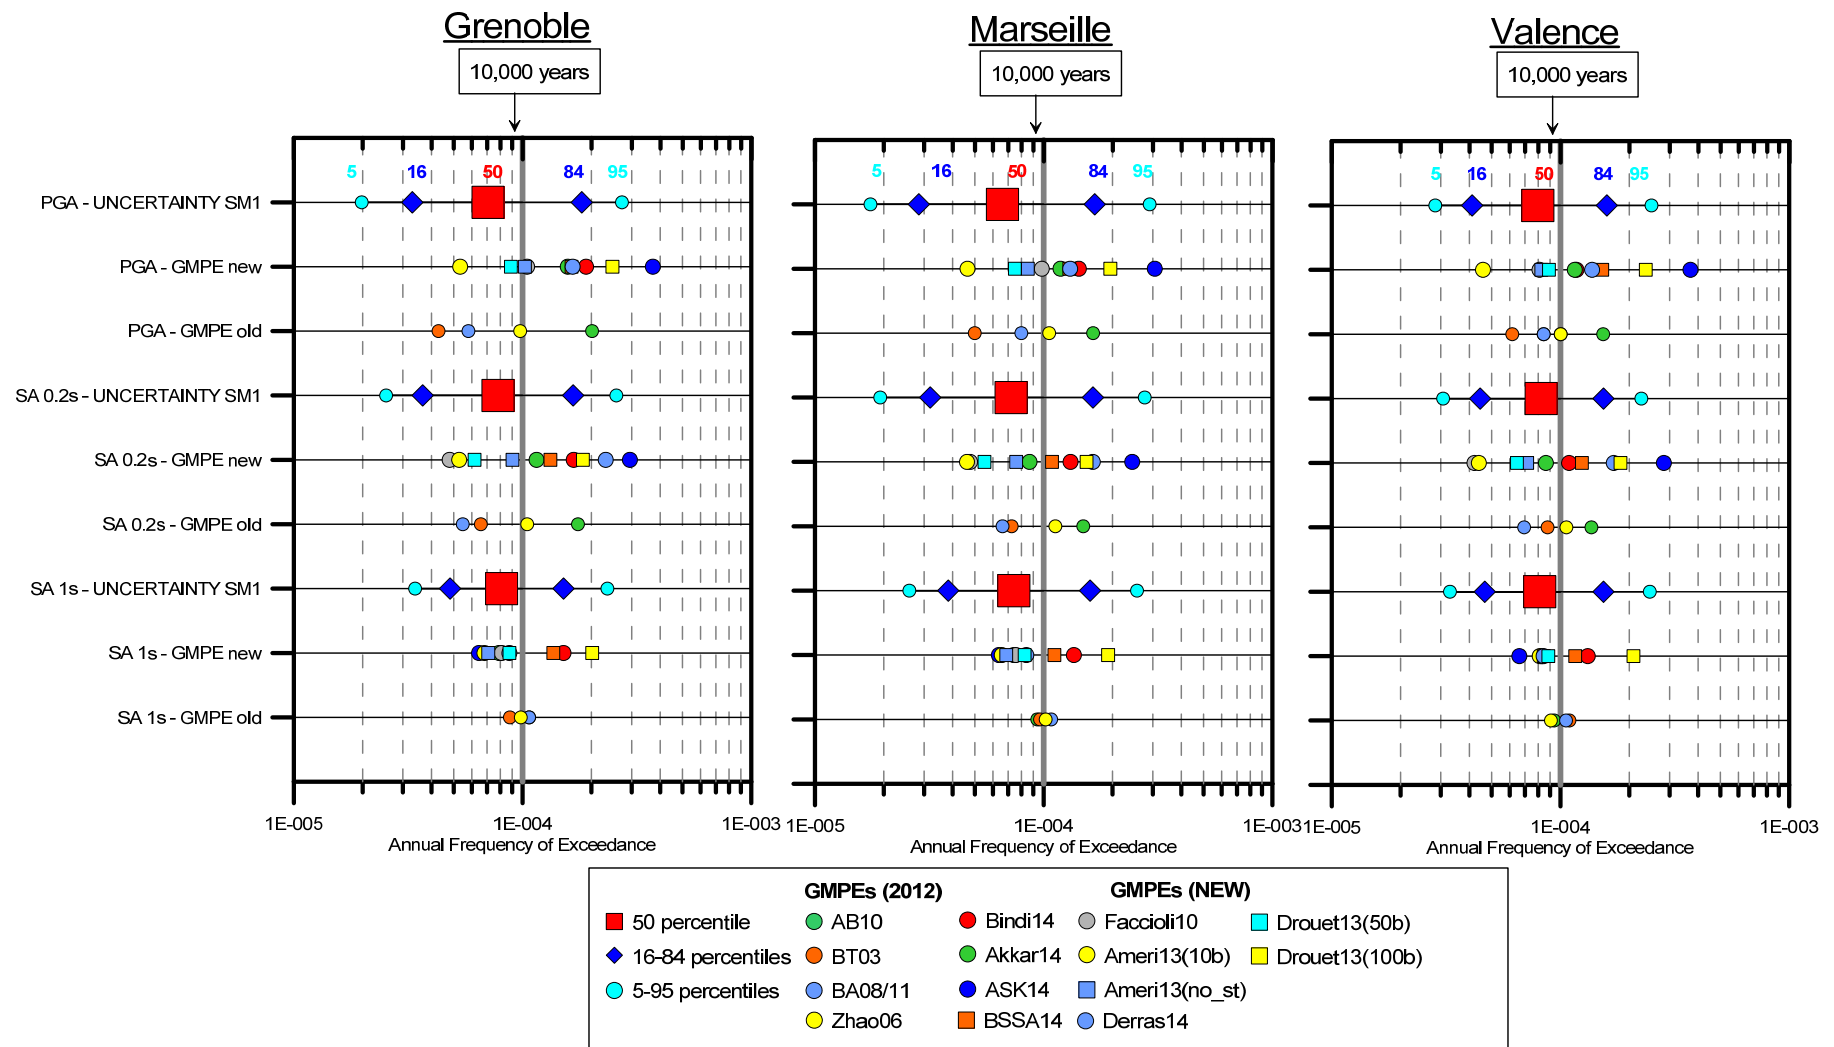 Grenoble
Marseille
Valence
10,000 years
10,000 years
10,000 years
5 16 50 84 95
5 16 50 84 95
5 16 50 84 95
PGA - UNCERTAINTY SM1
PGA - GMPE new
PGA - GMPE old
SA 0.2s - UNCERTAINTY SM1
SA 0.2s - GMPE new
SA 0.2s - GMPE old
SA 1s - UNCERTAINTY SM1
SA 1s - GMPE new
SA 1s - GMPE old
1E-005 1E-004 1E-003
1E-005 1E-004 1E-003
1E-005 1E-004 1E-003
Annual Frequency of Exceedance
Annual Frequency of Exceedance
Annual Frequency of Exceedance
GMPEs (2012) GMPEs (NEW)
50 percentile AB10 Bindi14 Faccioli10 Drouet13(50b)
16-84 percentiles BT03 Akkar14 Ameri13(10b) Drouet13(100b)
5-95 percentiles BA08/11 ASK14 Ameri13(no_st)
Zhao06 BSSA14 Derras14